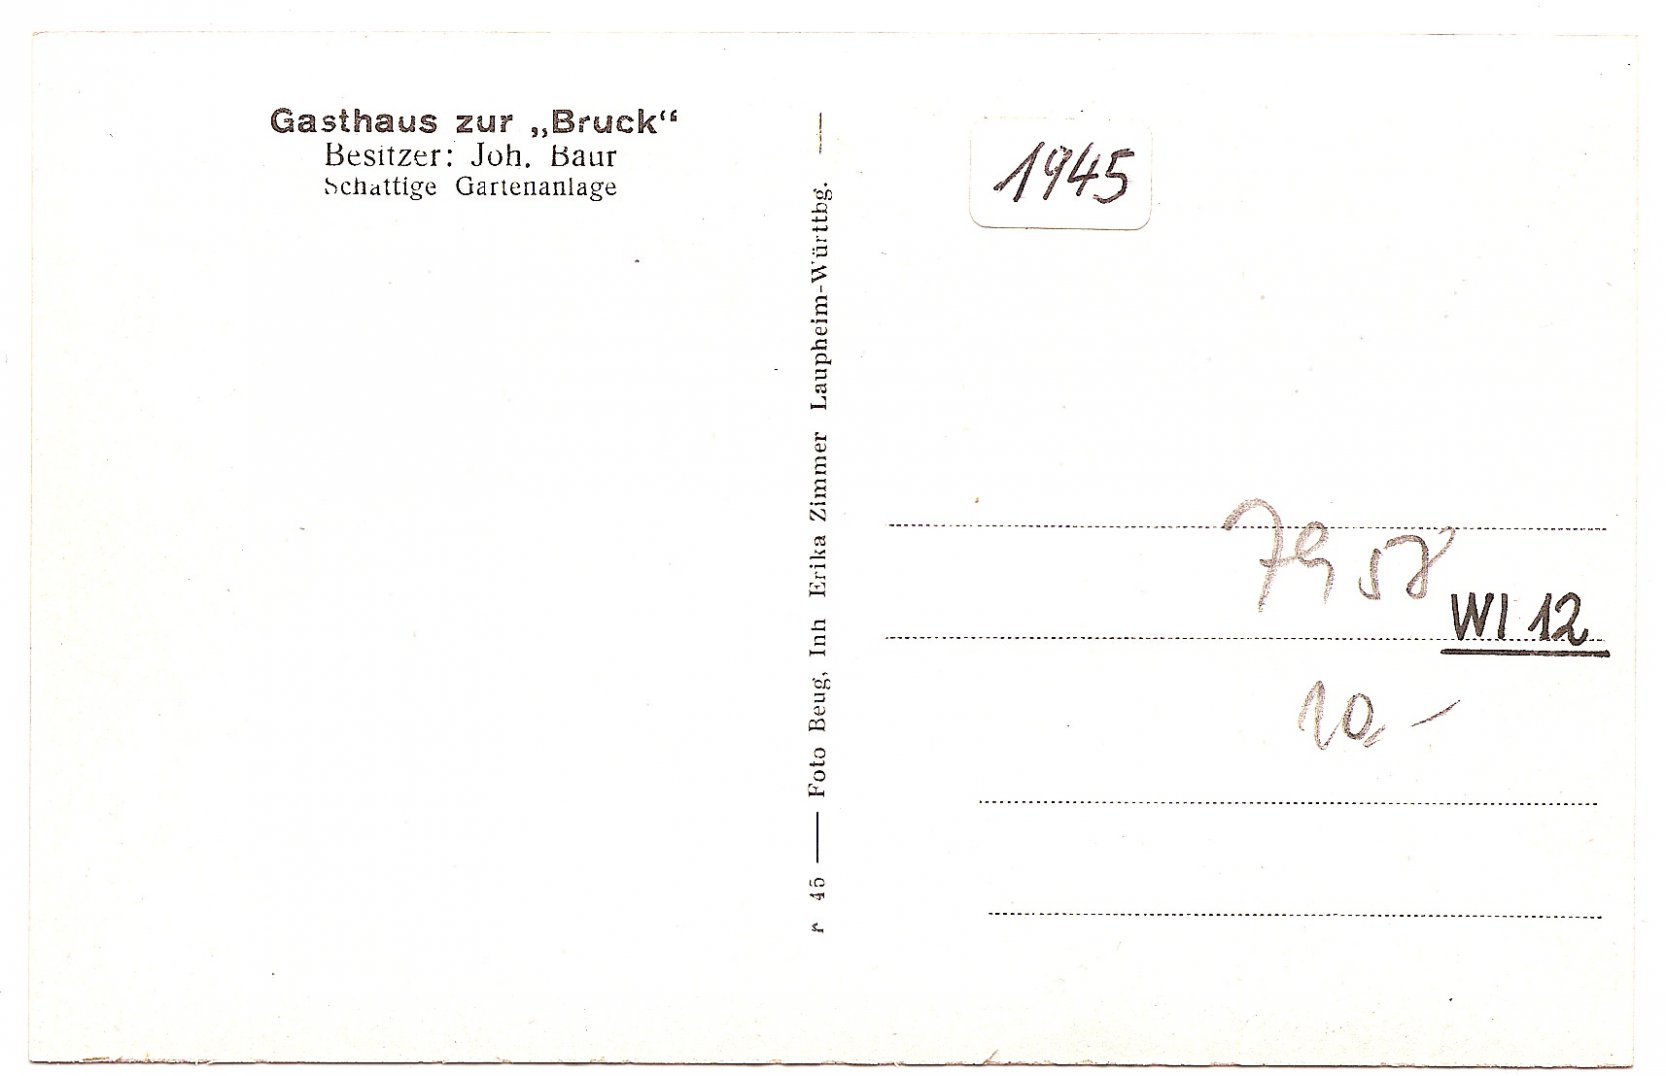 Gasthaus zur „Bruck“
Besitzer: Joh. Baur
Schattige Gartenanlage
r 45 — Foto Beug, Inh Erika Zimmer Laupheim-Württbg. —
1945
7958
WI 12
10,-